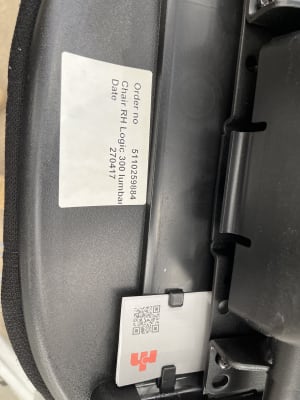 Order no 5110259884
Chair RH Logic 300 lumbar
Date 270417
rh